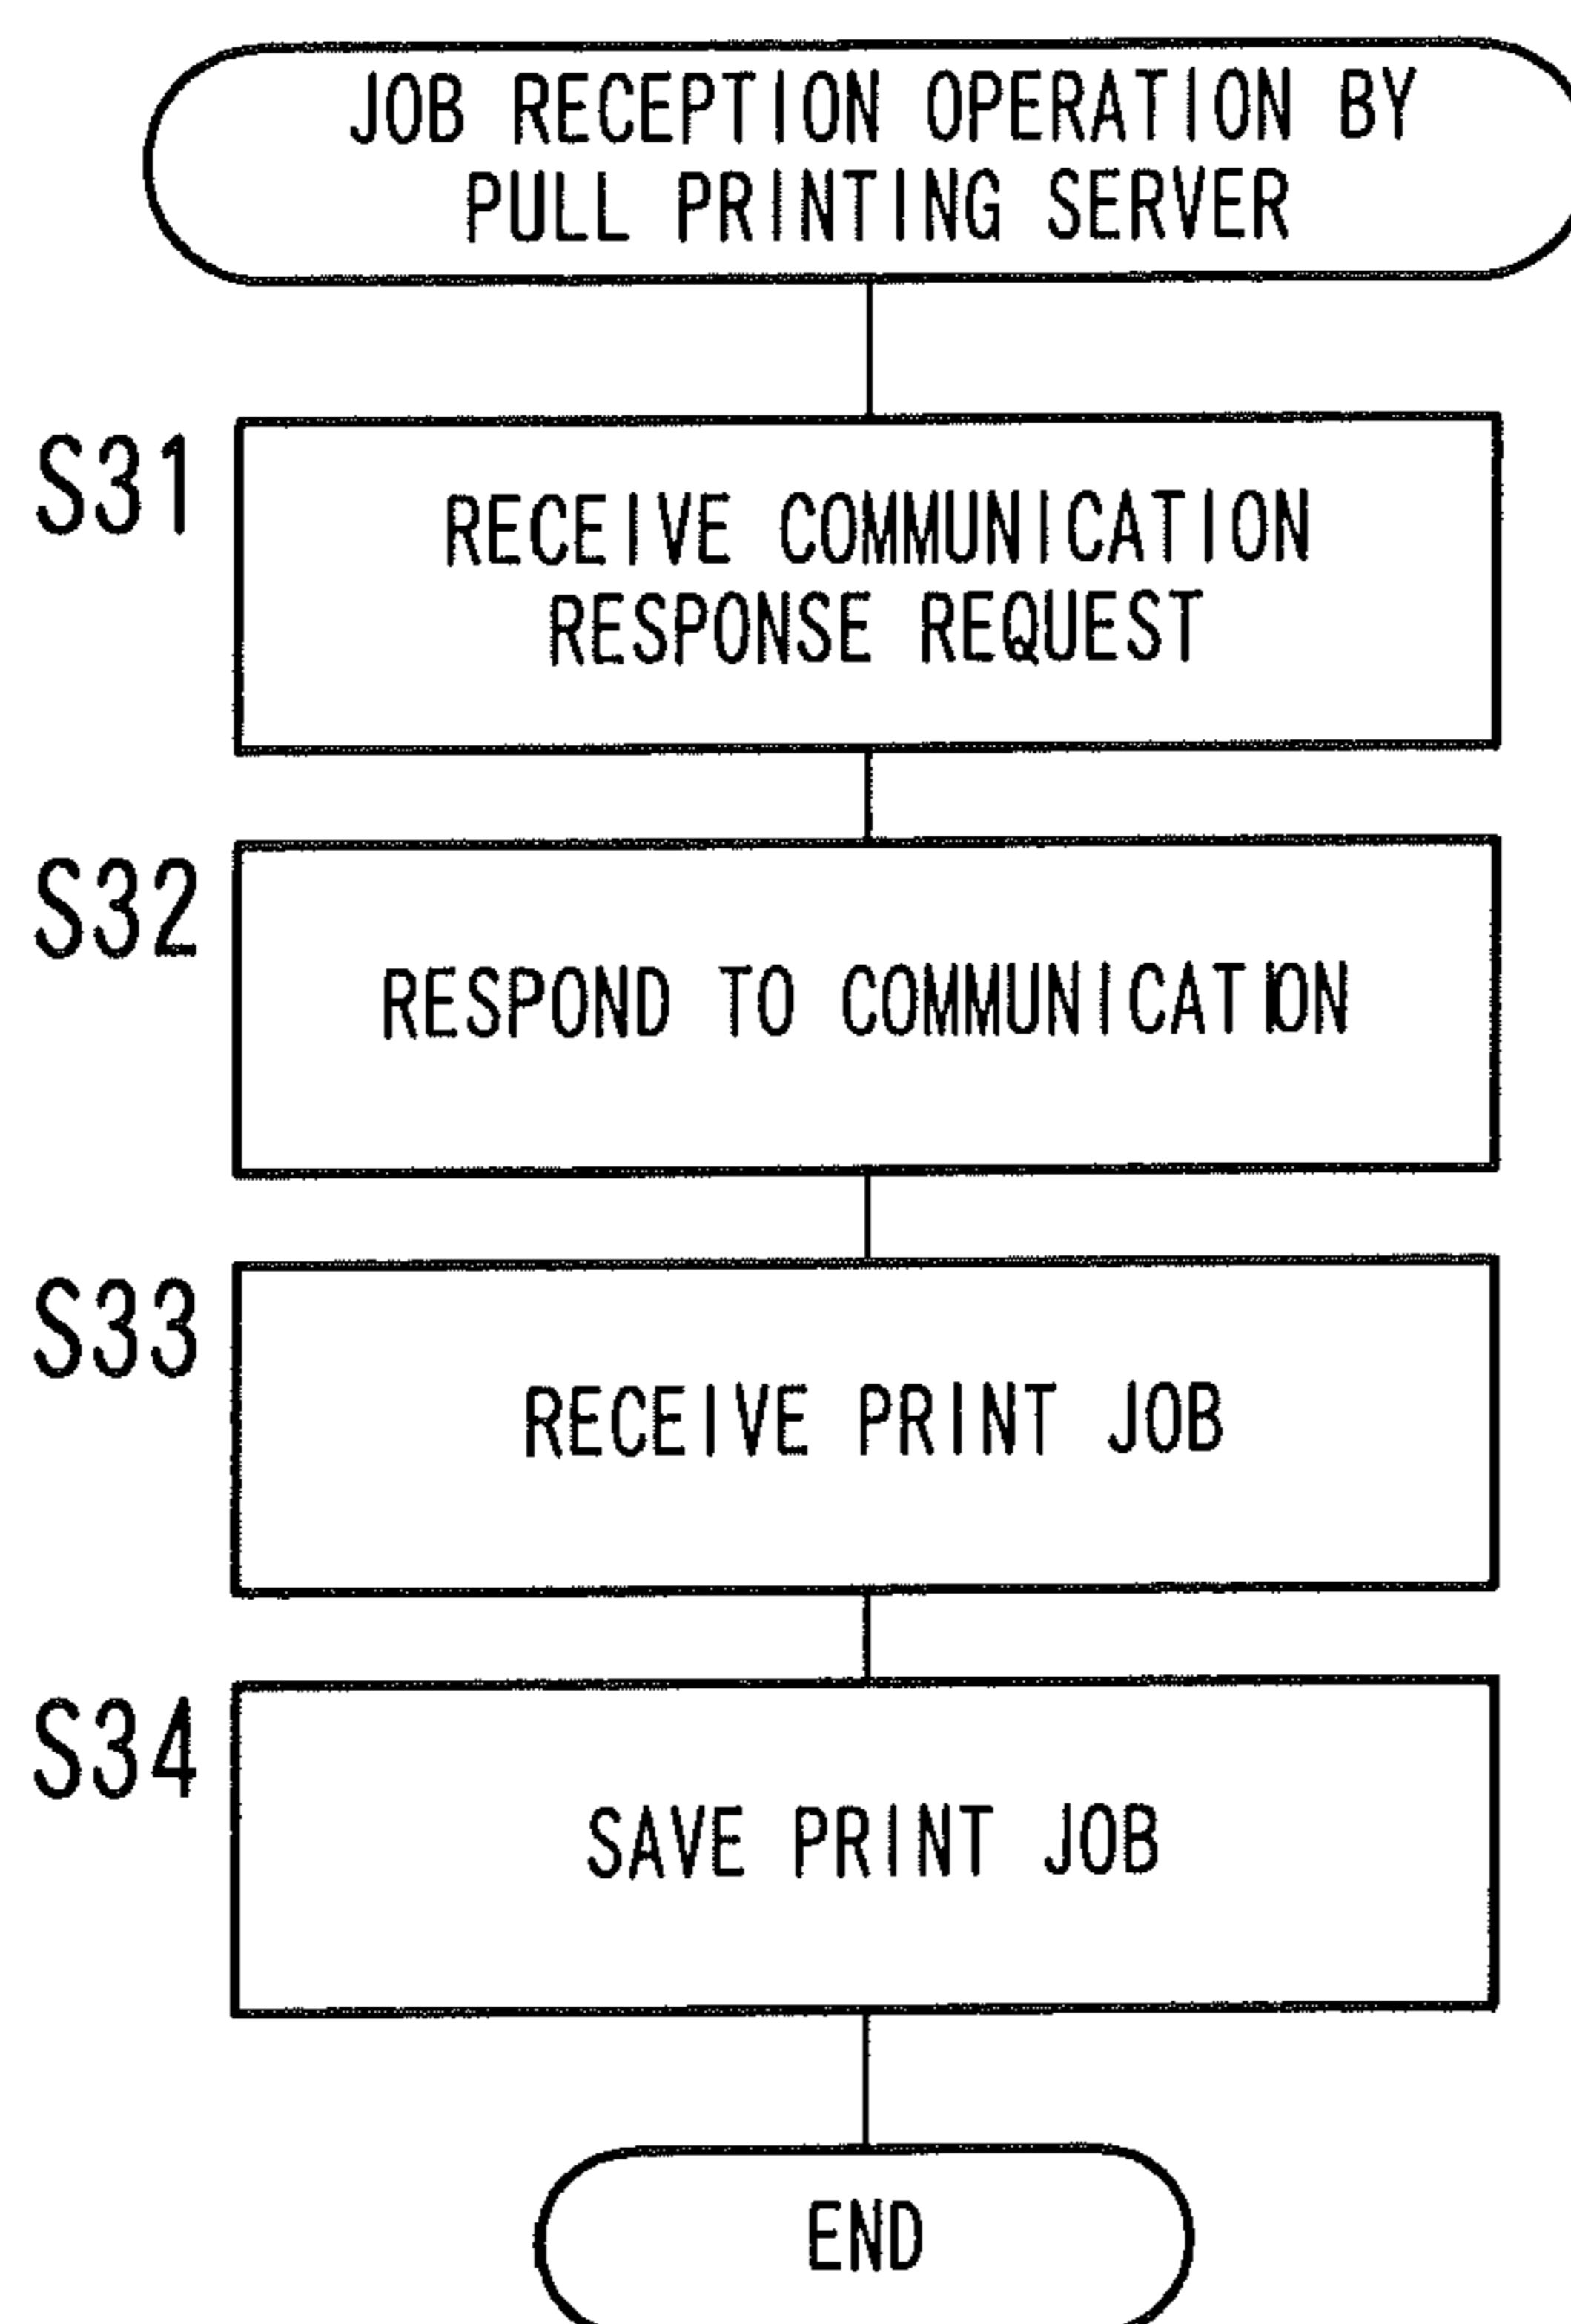 JOB RECEPTION OPERATION BY
PULL PRINTING SERVER
S31
RECEIVE COMMUNICATION
RESPONSE REQUEST
S32
RESPOND TO COMMUNICATION
S33
RECEIVE PRINT JOB
S34
SAVE PRINT JOB
END